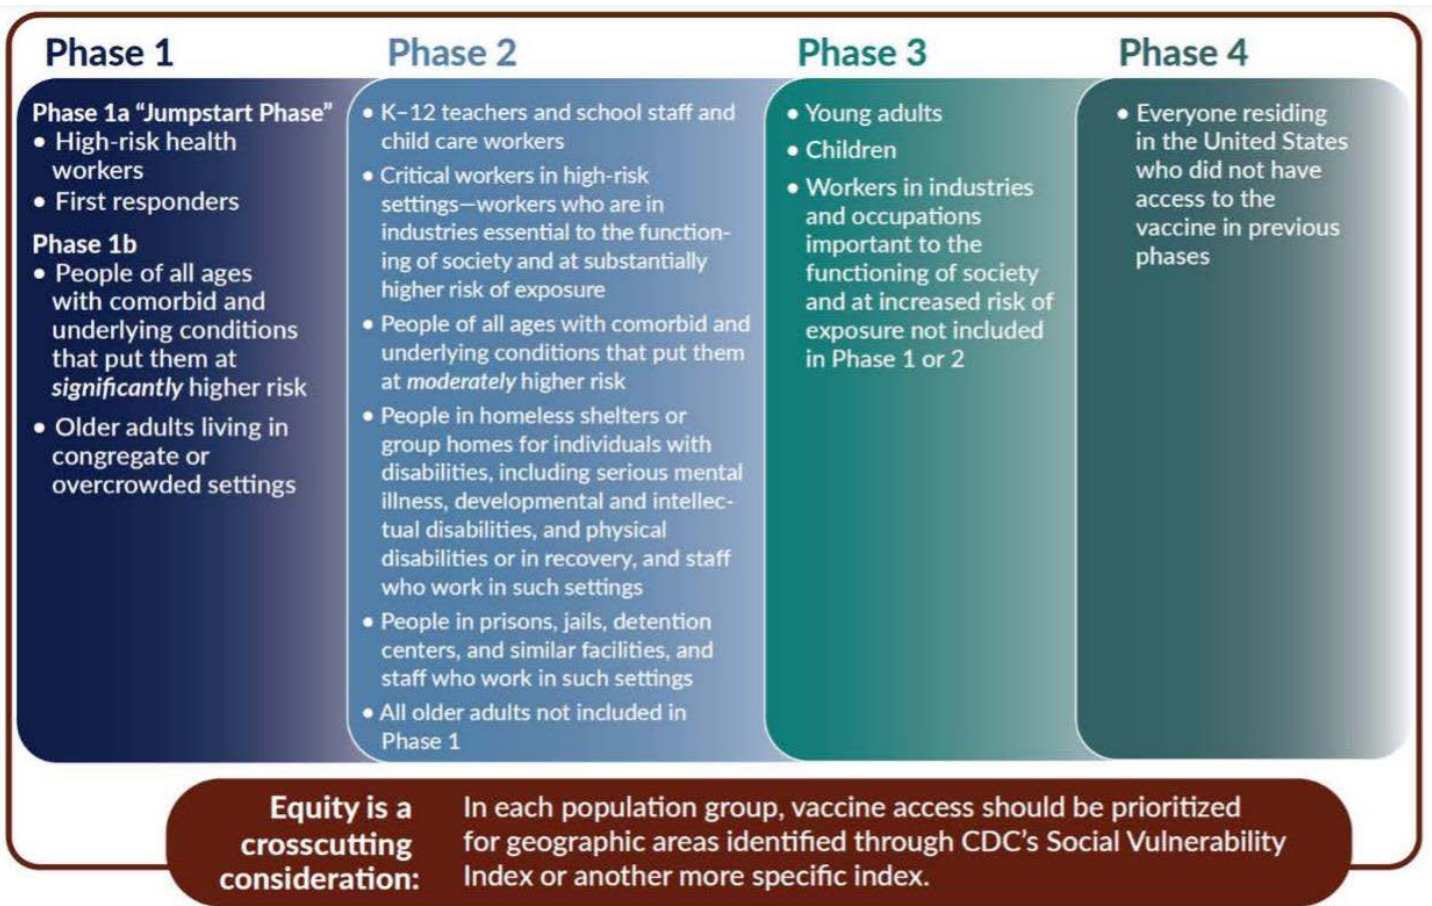 Phase 1
Phase 1a “Jumpstart Phase”
• High-risk health
workers
• First responders
Phase 1b
• People of all ages
with comorbid and
underlying conditions
that put them at
significantly higher risk
• Older adults living in
congregate or
overcrowded settings
Phase 2
• K–12 teachers and school staff and
child care workers
• Critical workers in high-risk
settings—workers who are in
industries essential to the function-
ing of society and at substantially
higher risk of exposure
• People of all ages with comorbid and
underlying conditions that put them
at moderately higher risk
• People in homeless shelters or
group homes for individuals with
disabilities, including serious mental
illness, developmental and intellec-
tual disabilities, and physical
disabilities or in recovery, and staff
who work in such settings
• People in prisons, jails, detention
centers, and similar facilities, and
staff who work in such settings
• All older adults not included in
Phase 1
Phase 3
• Young adults
• Children
• Workers in industries
and occupations
important to the
functioning of society
and at increased risk of
exposure not included
in Phase 1 or 2
Phase 4
• Everyone residing
in the United States
who did not have
access to the
vaccine in previous
phases
Equity is a
crosscutting
consideration:
In each population group, vaccine access should be prioritized
for geographic areas identified through CDC’s Social Vulnerability
Index or another more specific index.